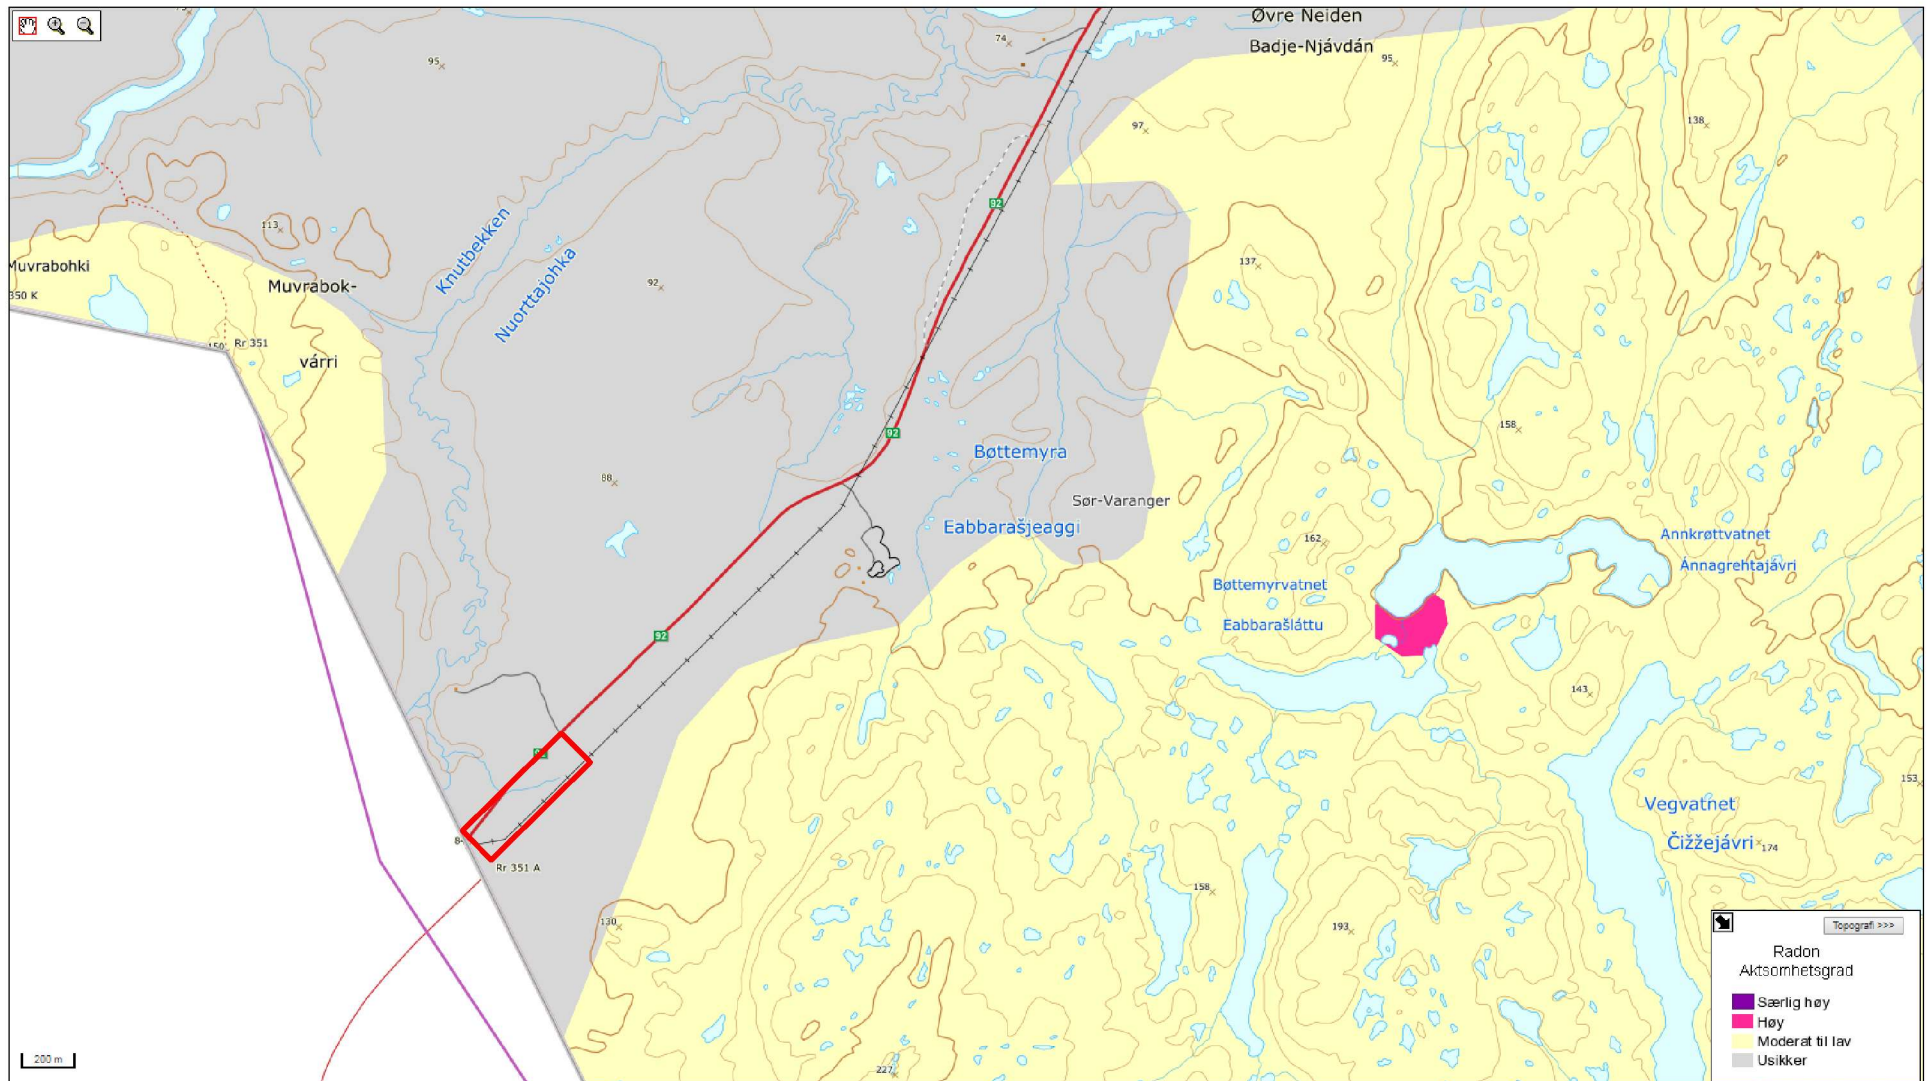 Øvre Neiden
Badje-Njávdán
74
95
95
97
138
113
Knutbekken
Nuorttajohka
92
92
137
Muvrabohki
350 K
Muvrabok-
várri
150
Rr 351
92
158
88
Bøttemyra
Sør-Varanger
Eabbarašjeaggi
162
Annkrøttvatnet
Ánnagrehtajávri
Bøttemyrvatnet
Eabbarašláttu
92
143
153
Vegvatnet
Čižžejávri
174
Rr 351 A
158
130
193
227
200 m
Topografi >>>
Radon
Aktsomhetsgrad
Særlig høy
Høy
Moderat til lav
Usikker